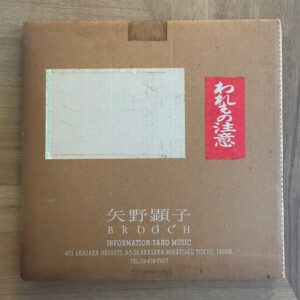 われもの注意
矢野顕子
BROOCH
INFORMATION:YANO MUSIC
403 AKASAKA HEIGHTS, 9-5-26 AKASAKA MINATO-KU TOKYO, JAPAN.